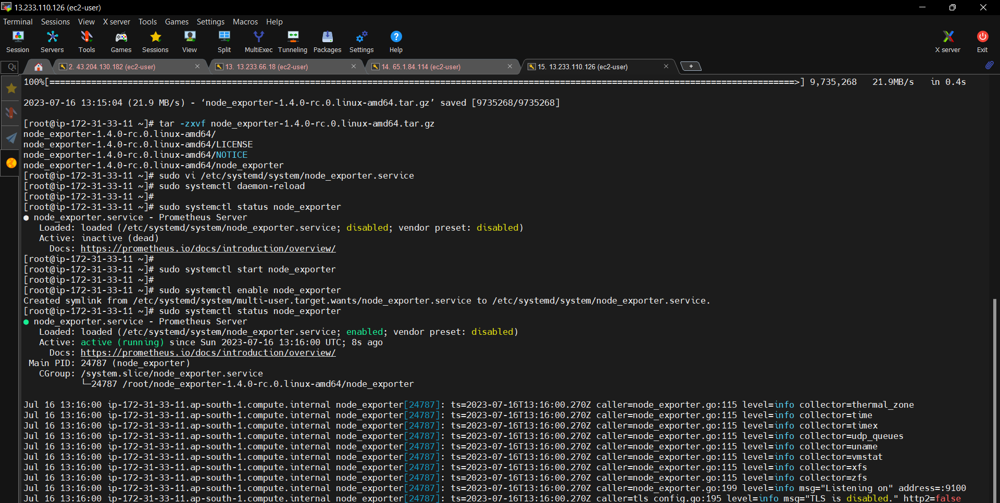 13.233.110.126 (ec2-user)
Terminal Sessions View X server Tools Games Settings Macros Help
Session Servers Tools Games Sessions View Split MultiExec Tunneling Packages Settings Help X server Exit
Qu 2. 43.204.130.182 (ec2-user) 13. 13.233.66.18 (ec2-user) 14. 65.1.84.114 (ec2-user) 15. 13.233.110.126 (ec2-user)
100%[===============================================================================================================================================>] 9,735,268   21.9MB/s   in 0.4s
2023-07-16 13:15:04 (21.9 MB/s) - ‘node_exporter-1.4.0-rc.0.linux-amd64.tar.gz’ saved [9735268/9735268]
[root@ip-172-31-33-11 ~]# tar -zxvf node_exporter-1.4.0-rc.0.linux-amd64.tar.gz
node_exporter-1.4.0-rc.0.linux-amd64/
node_exporter-1.4.0-rc.0.linux-amd64/LICENSE
node_exporter-1.4.0-rc.0.linux-amd64/NOTICE
node_exporter-1.4.0-rc.0.linux-amd64/node_exporter
[root@ip-172-31-33-11 ~]# sudo vi /etc/systemd/system/node_exporter.service
[root@ip-172-31-33-11 ~]# sudo systemctl daemon-reload
[root@ip-172-31-33-11 ~]#
[root@ip-172-31-33-11 ~]# sudo systemctl status node_exporter
● node_exporter.service - Prometheus Server
Loaded: loaded (/etc/systemd/system/node_exporter.service; disabled; vendor preset: disabled)
Active: inactive (dead)
Docs: https://prometheus.io/docs/introduction/overview/
[root@ip-172-31-33-11 ~]#
[root@ip-172-31-33-11 ~]# sudo systemctl start node_exporter
[root@ip-172-31-33-11 ~]#
[root@ip-172-31-33-11 ~]# sudo systemctl enable node_exporter
Created symlink from /etc/systemd/system/multi-user.target.wants/node_exporter.service to /etc/systemd/system/node_exporter.service.
[root@ip-172-31-33-11 ~]# sudo systemctl status node_exporter
● node_exporter.service - Prometheus Server
Loaded: loaded (/etc/systemd/system/node_exporter.service; enabled; vendor preset: disabled)
Active: active (running) since Sun 2023-07-16 13:16:00 UTC; 8s ago
Docs: https://prometheus.io/docs/introduction/overview/
Main PID: 24787 (node_exporter)
CGroup: /system.slice/node_exporter.service
└─24787 /root/node_exporter-1.4.0-rc.0.linux-amd64/node_exporter
Jul 16 13:16:00 ip-172-31-33-11.ap-south-1.compute.internal node_exporter[24787]: ts=2023-07-16T13:16:00.270Z caller=node_exporter.go:115 level=info collector=thermal_zone
Jul 16 13:16:00 ip-172-31-33-11.ap-south-1.compute.internal node_exporter[24787]: ts=2023-07-16T13:16:00.270Z caller=node_exporter.go:115 level=info collector=time
Jul 16 13:16:00 ip-172-31-33-11.ap-south-1.compute.internal node_exporter[24787]: ts=2023-07-16T13:16:00.270Z caller=node_exporter.go:115 level=info collector=timex
Jul 16 13:16:00 ip-172-31-33-11.ap-south-1.compute.internal node_exporter[24787]: ts=2023-07-16T13:16:00.270Z caller=node_exporter.go:115 level=info collector=udp_queues
Jul 16 13:16:00 ip-172-31-33-11.ap-south-1.compute.internal node_exporter[24787]: ts=2023-07-16T13:16:00.270Z caller=node_exporter.go:115 level=info collector=uname
Jul 16 13:16:00 ip-172-31-33-11.ap-south-1.compute.internal node_exporter[24787]: ts=2023-07-16T13:16:00.270Z caller=node_exporter.go:115 level=info collector=vmstat
Jul 16 13:16:00 ip-172-31-33-11.ap-south-1.compute.internal node_exporter[24787]: ts=2023-07-16T13:16:00.270Z caller=node_exporter.go:115 level=info collector=xfs
Jul 16 13:16:00 ip-172-31-33-11.ap-south-1.compute.internal node_exporter[24787]: ts=2023-07-16T13:16:00.270Z caller=node_exporter.go:115 level=info collector=zfs
Jul 16 13:16:00 ip-172-31-33-11.ap-south-1.compute.internal node_exporter[24787]: ts=2023-07-16T13:16:00.270Z caller=node_exporter.go:199 level=info msg="Listening on" address=:9100
Jul 16 13:16:00 ip-172-31-33-11.ap-south-1.compute.internal node_exporter[24787]: ts=2023-07-16T13:16:00.270Z caller=tls_config.go:195 level=info msg="TLS is disabled." http2=false